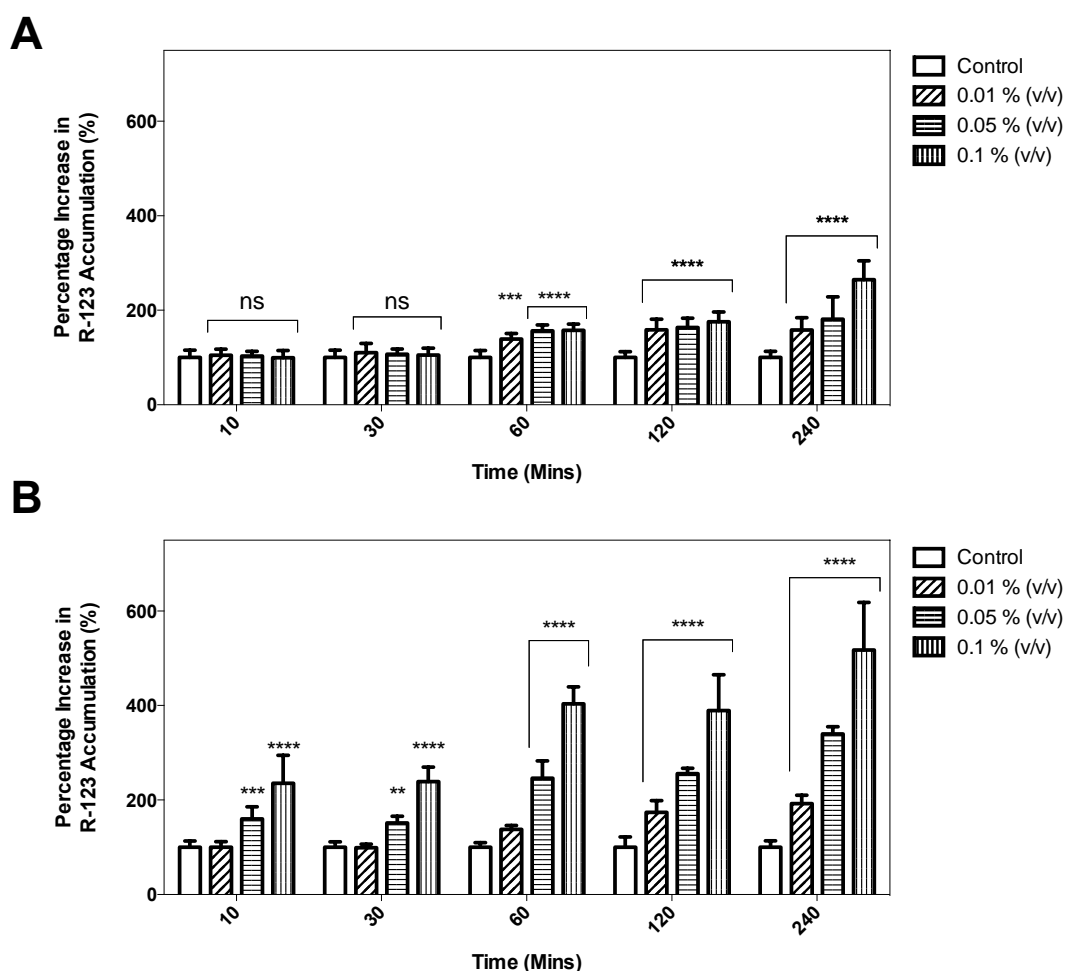 A
Percentage Increase in
R-123 Accumulation (%)
600
400
200
0
ns
ns
***
****
****
****
10
30
60
120
240
Time (Mins)
Control
0.01 % (v/v)
0.05 % (v/v)
0.1 % (v/v)
B
Percentage Increase in
R-123 Accumulation (%)
600
400
200
0
***
****
**
****
****
****
****
10
30
60
120
240
Time (Mins)
Control
0.01 % (v/v)
0.05 % (v/v)
0.1 % (v/v)